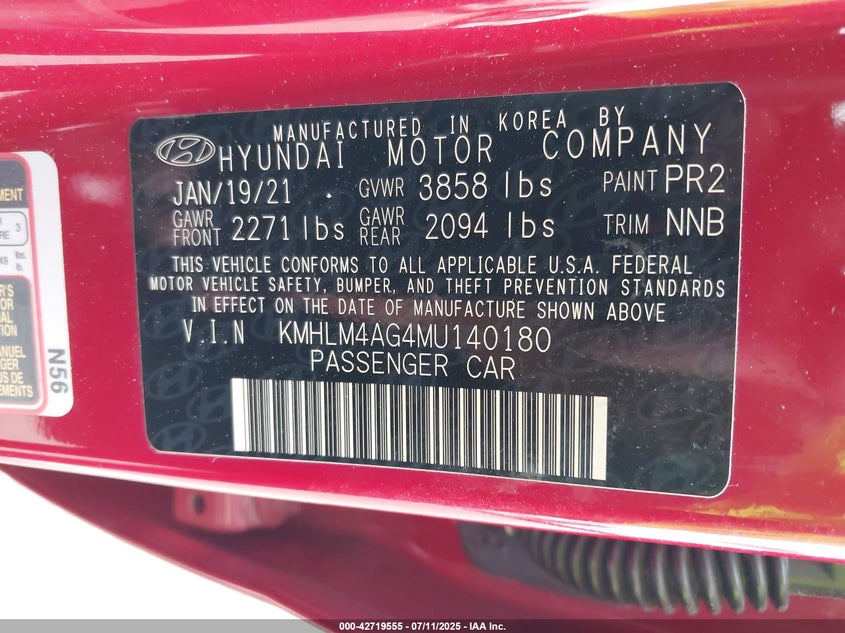 MANUFACTURED IN KOREA BY
HYUNDAI MOTOR COMPANY
JAN/19/21 GVWR 3858 lbs PAINT PR2
GAWR FRONT 2271 lbs GAWR REAR 2094 lbs TRIM NNB
THIS VEHICLE CONFORMS TO ALL APPLICABLE U.S.A. FEDERAL
MOTOR VEHICLE SAFETY, BUMPER, AND THEFT PREVENTION STANDARDS
IN EFFECT ON THE DATE OF MANUFACTURE SHOWN ABOVE
V.I.N KMHLM4AG4MU140180
PASSENGER CAR
3
lbs.
N56
000-42719555 - 07/11/2025 - IAA Inc.